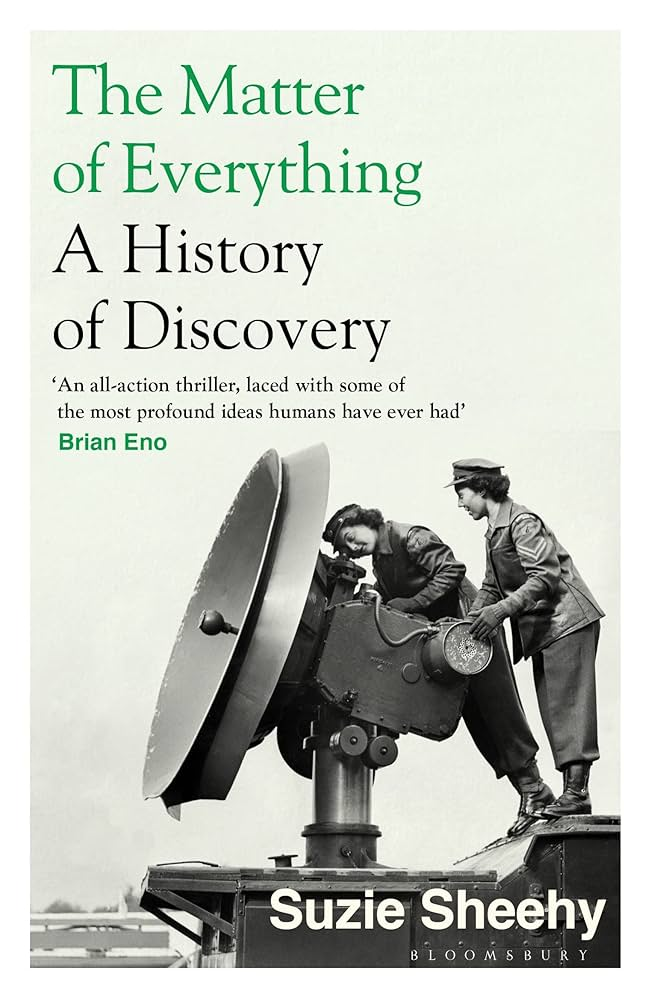 The Matter
of Everything
A History
of Discovery
‘An all-action thriller, laced with some of
the most profound ideas humans have ever had’
Brian Eno
Suzie Sheehy
BLOOMSBURY